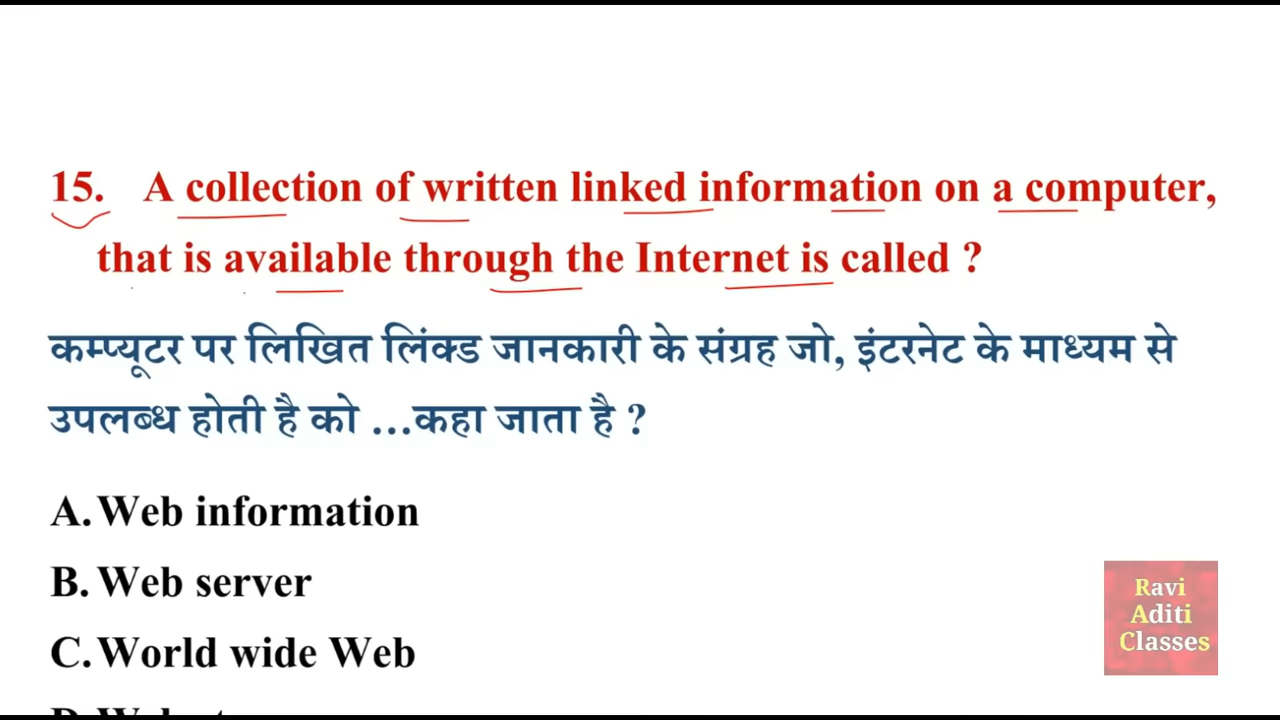 15. A collection of written linked information on a computer,
that is available through the Internet is called ?
कम्प्यूटर पर लिखित लिंक्ड जानकारी के संग्रह जो, इंटरनेट के माध्यम से
उपलब्ध होती है को ...कहा जाता है ?
A. Web information
B. Web server
C. World wide Web
Ravi
Aditi
Classes